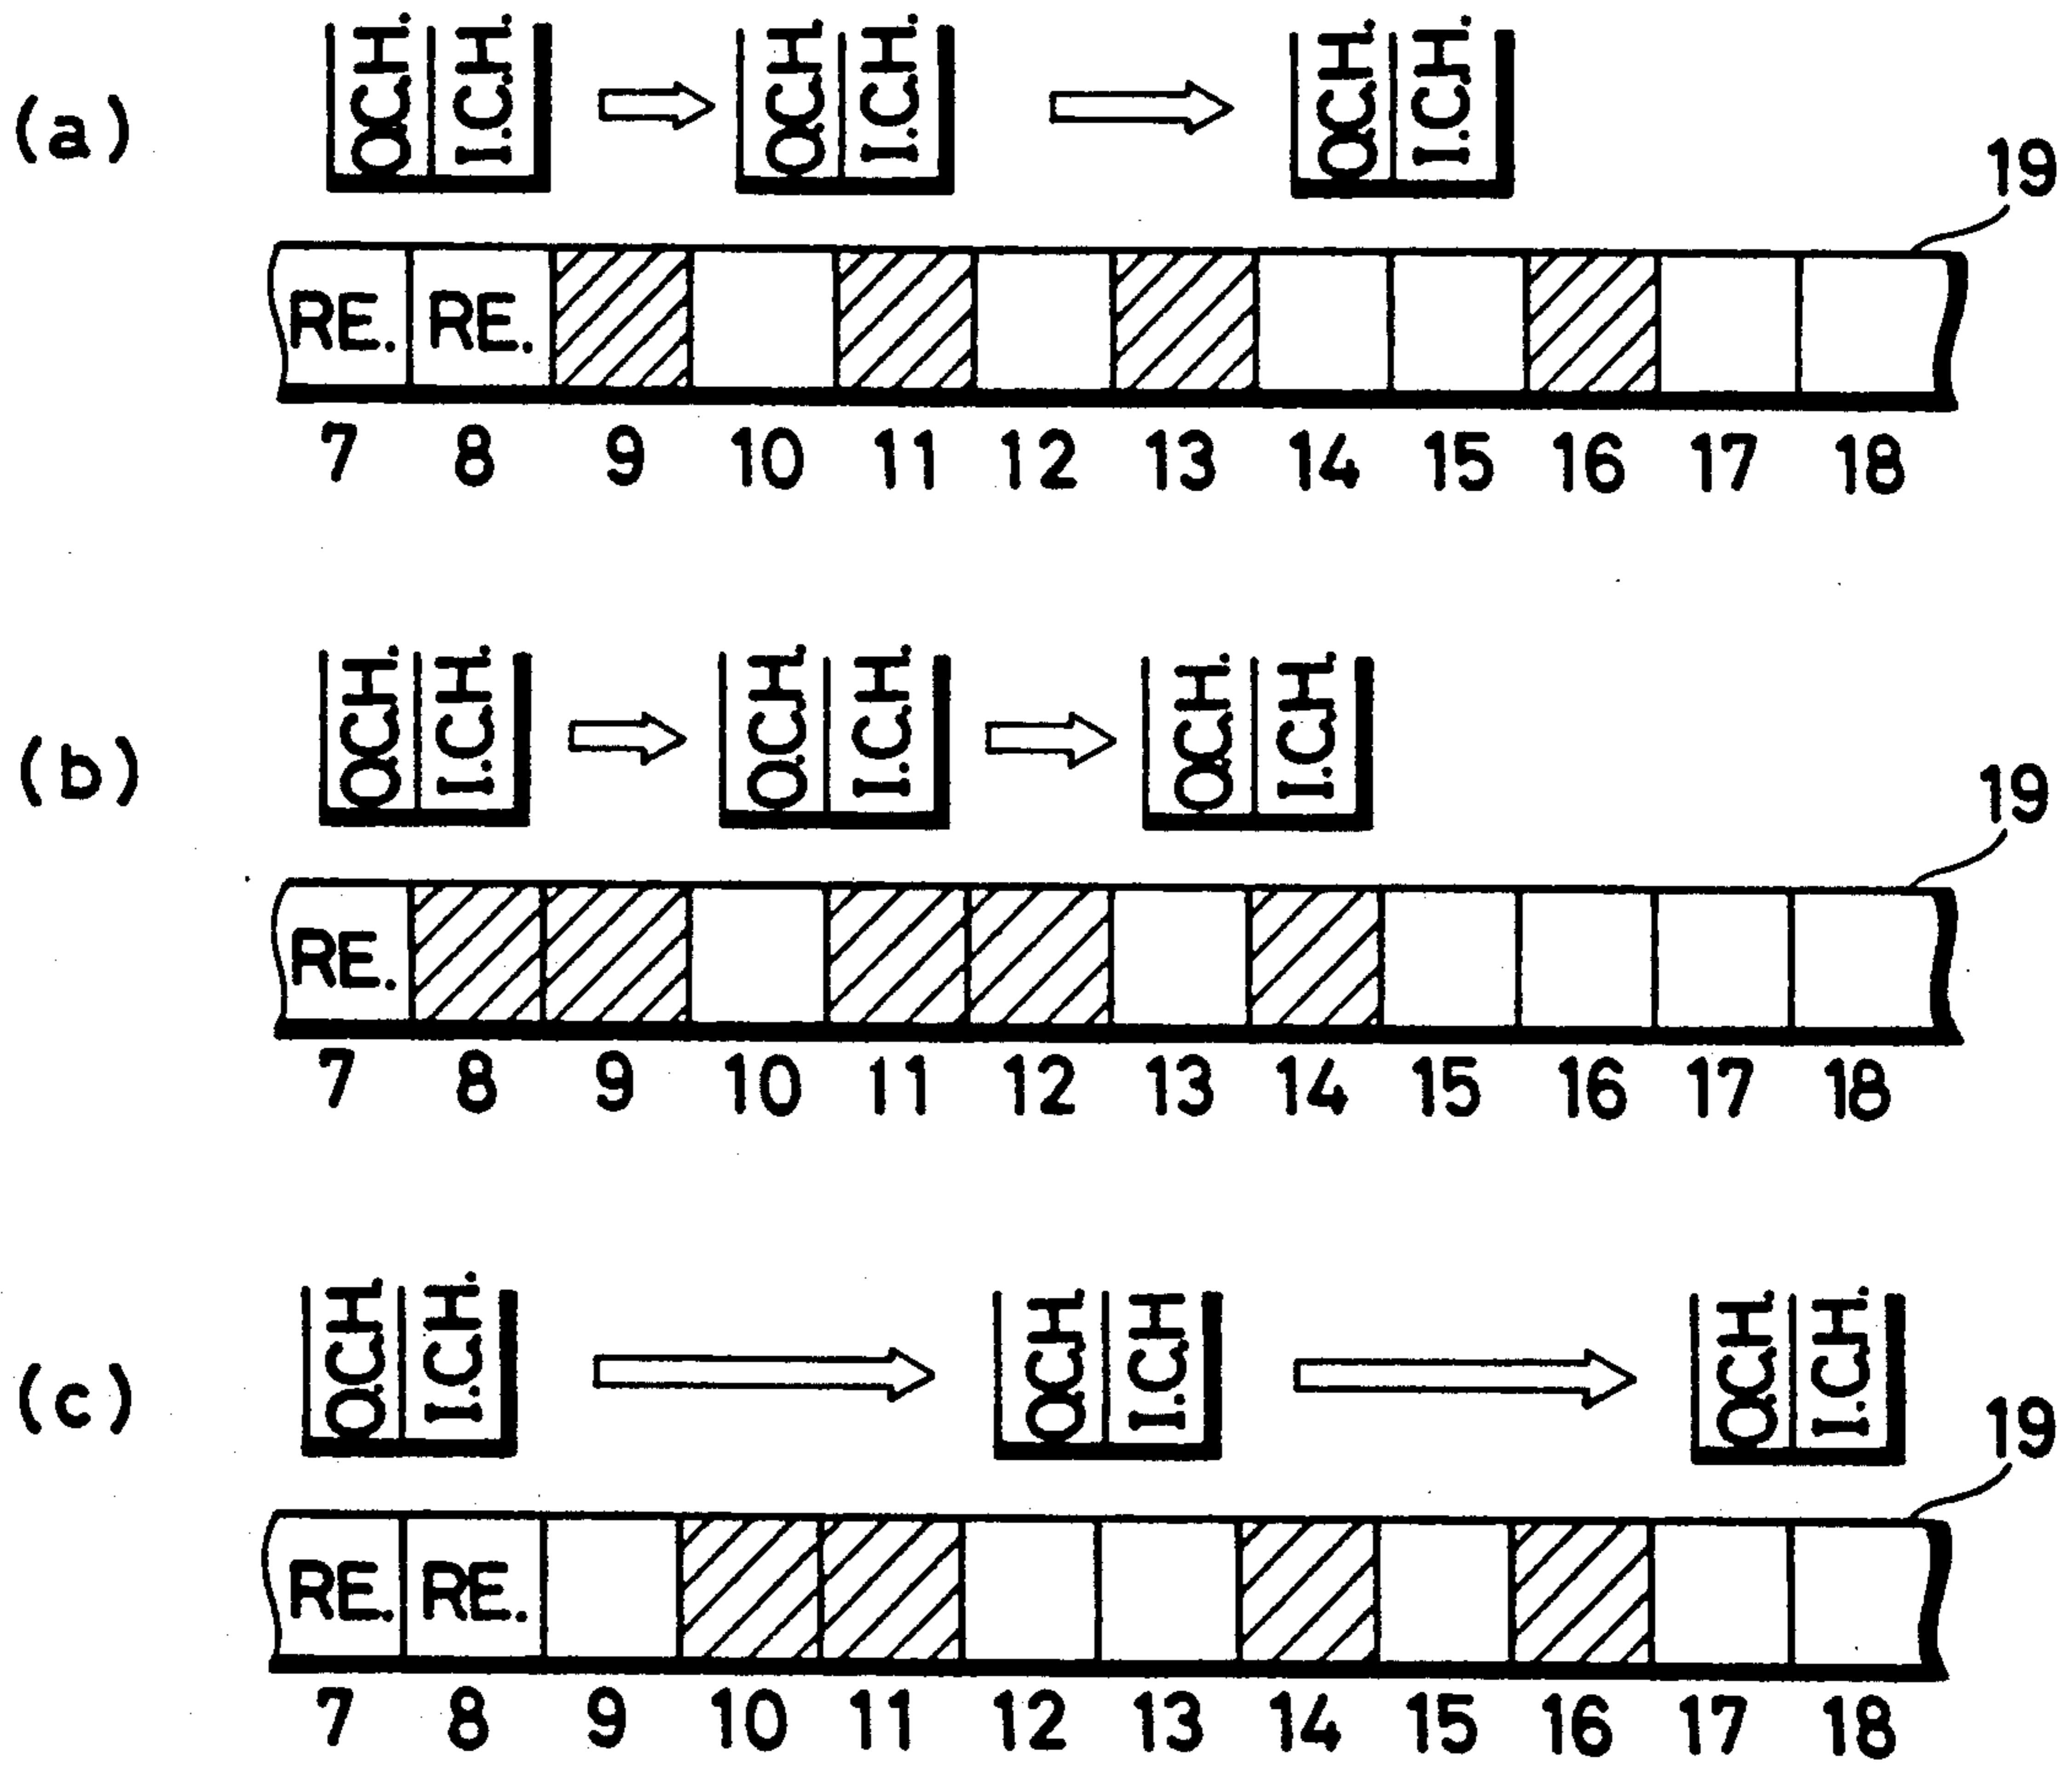 (a)
O.C.H. I.C.H. O.C.H. I.C.H. O.C.H. I.C.H.
19
RE. RE.
7 8 9 10 11 12 13 14 15 16 17 18
(b)
O.C.H. I.C.H. O.C.H. I.C.H. O.C.H. I.C.H.
19
RE.
7 8 9 10 11 12 13 14 15 16 17 18
(c)
O.C.H. I.C.H. O.C.H. I.C.H. O.C.H. I.C.H.
19
RE. RE.
7 8 9 10 11 12 13 14 15 16 17 18